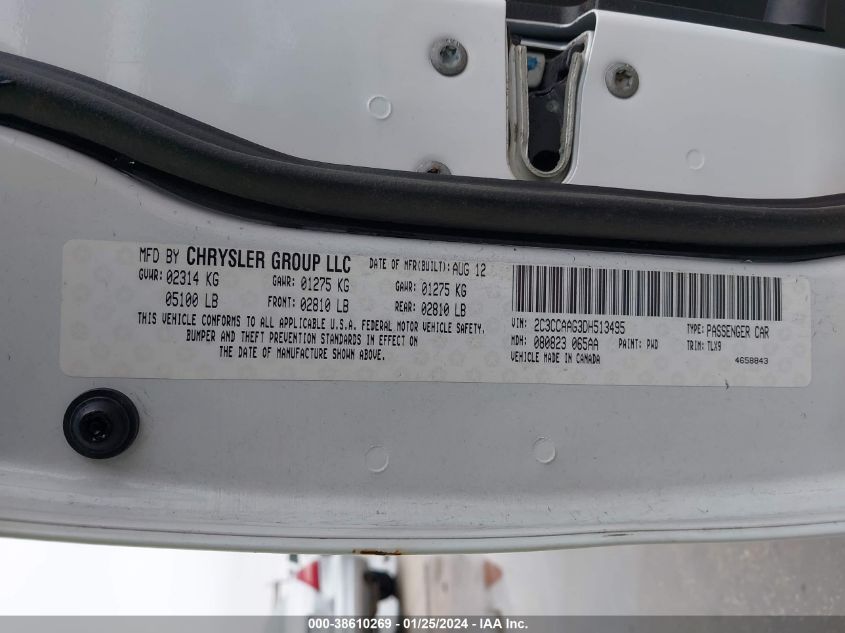 MFD BY CHRYSLER GROUP LLC DATE OF MFR(BUILT): AUG 12
GVWR: 02314 KG GAWR: 01275 KG GAWR: 01275 KG
05100 LB FRONT: 02810 LB REAR: 02810 LB
THIS VEHICLE CONFORMS TO ALL APPLICABLE U.S.A. FEDERAL MOTOR VEHICLE SAFETY,
BUMPER AND THEFT PREVENTION STANDARDS IN EFFECT ON
THE DATE OF MANUFACTURE SHOWN ABOVE.
VIN: 2C3CCAAG3DH513495 TYPE: PASSENGER CAR
MDH: 080823 065AA PAINT: PWD TRIM: TLX9
VEHICLE MADE IN CANADA 4658843
000-38610269 - 01/25/2024 - IAA Inc.